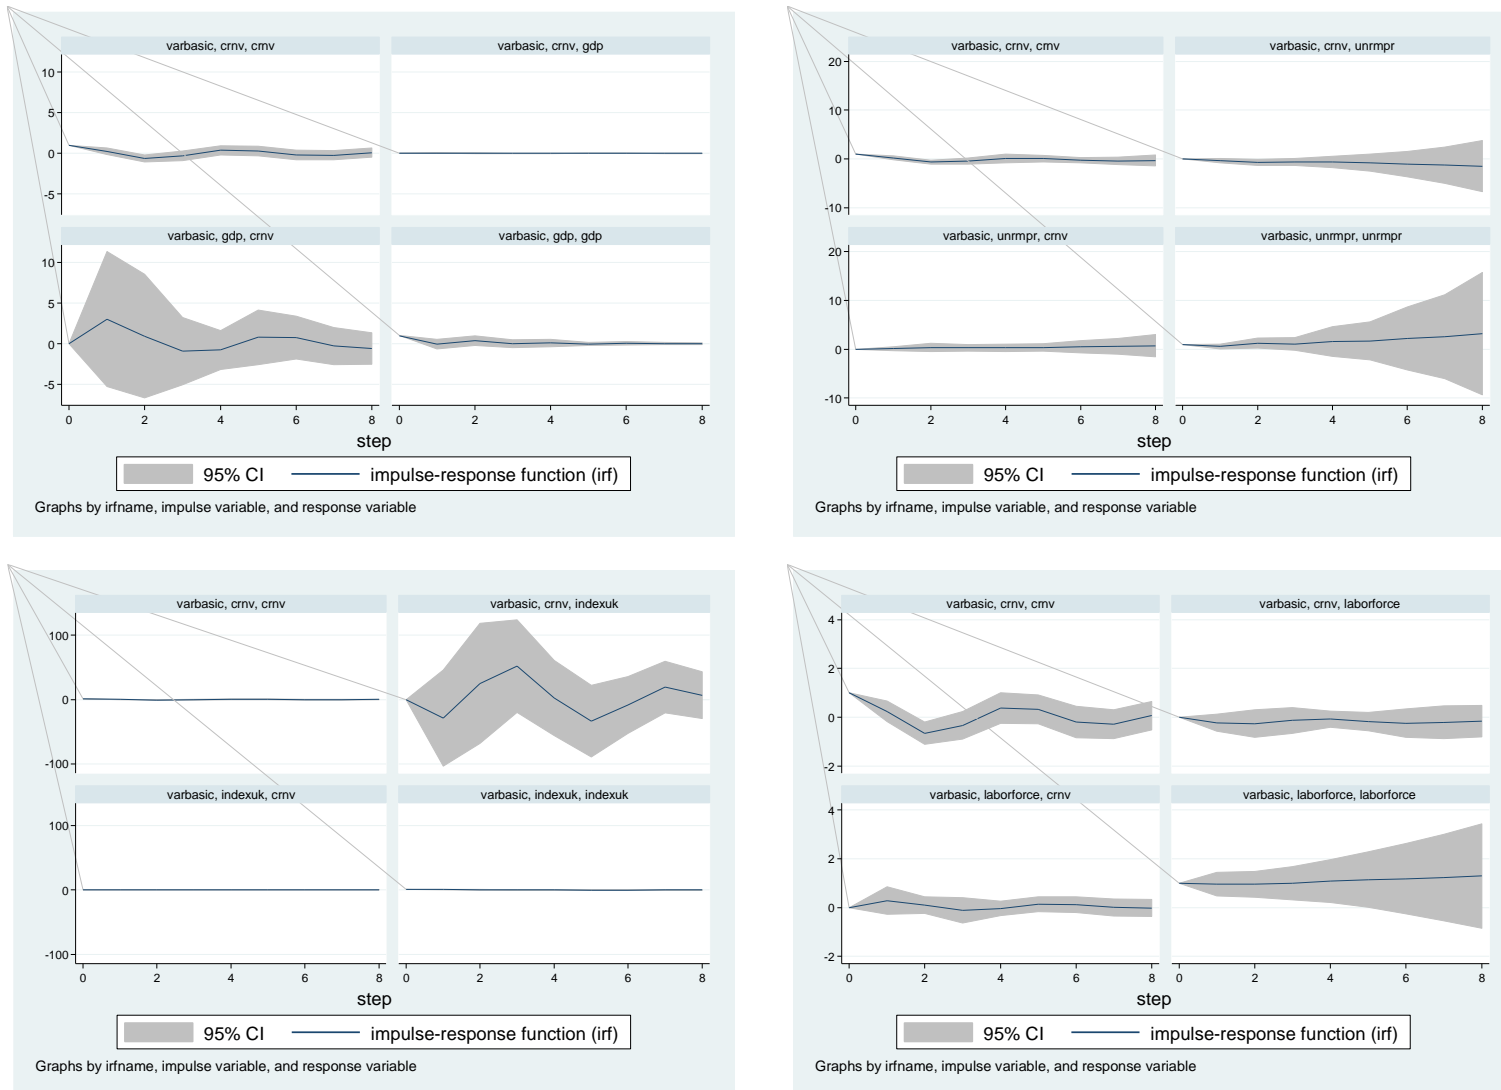 varbasic, crnv, crnv
varbasic, crnv, gdp
10
5
0
-5
varbasic, gdp, crnv
varbasic, gdp, gdp
10
5
0
-5
0 2 4 6 8
0 2 4 6 8
step
95% CI
impulse-response function (irf)
Graphs by irfname, impulse variable, and response variable
varbasic, crnv, crnv
varbasic, crnv, unrmpr
20
10
0
-10
varbasic, unrmpr, crnv
varbasic, unrmpr, unrmpr
20
10
0
-10
0 2 4 6 8
0 2 4 6 8
step
95% CI
impulse-response function (irf)
Graphs by irfname, impulse variable, and response variable
varbasic, crnv, crnv
varbasic, crnv, indexuk
100
0
-100
varbasic, indexuk, crnv
varbasic, indexuk, indexuk
100
0
-100
0 2 4 6 8
0 2 4 6 8
step
95% CI
impulse-response function (irf)
Graphs by irfname, impulse variable, and response variable
varbasic, crnv, crnv
varbasic, crnv, laborforce
4
2
0
-2
varbasic, laborforce, crnv
varbasic, laborforce, laborforce
4
2
0
-2
0 2 4 6 8
0 2 4 6 8
step
95% CI
impulse-response function (irf)
Graphs by irfname, impulse variable, and response variable